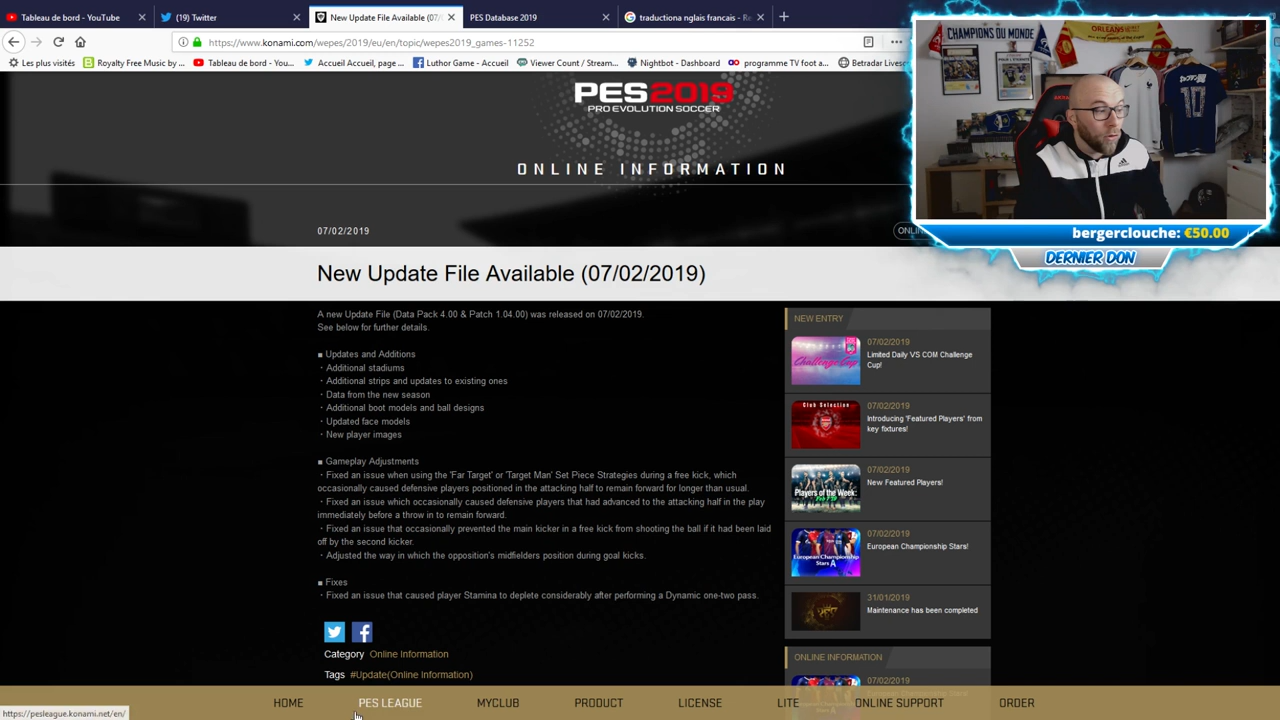 Tableau de bord - YouTube
(19) Twitter
New Update File Available (07/
PES Database 2019
traductiona nglais francais - Re
https://www.konami.com/wepes/2019/eu/en/topic/wepes2019_games-11252
Les plus visités
Royalty Free Music by ...
Tableau de bord - You...
Accueil Accueil, page ...
Luthor Game - Accueil
Viewer Count / Stream...
Nightbot - Dashboard
programme TV foot a...
Betradar Livesc
PES2019
PRO EVOLUTION SOCCER
ONLINE INFORMATION
07/02/2019
ONLIN
New Update File Available (07/02/2019)
A new Update File (Data Pack 4.00 & Patch 1.04.00) was released on 07/02/2019.
See below for further details.
■ Updates and Additions
・Additional stadiums
・Additional strips and updates to existing ones
・Data from the new season
・Additional boot models and ball designs
・Updated face models
・New player images
■ Gameplay Adjustments
・Fixed an issue when using the 'Far Target' or 'Target Man' Set Piece Strategies during a free kick, which
occasionally caused defensive players positioned in the attacking half to remain forward for longer than usual.
・Fixed an issue which occasionally caused defensive players that had advanced to the attacking half in the play
immediately before a throw in to remain forward.
・Fixed an issue that occasionally prevented the main kicker in a free kick from shooting the ball if it had been laid
off by the second kicker.
・Adjusted the way in which the opposition's midfielders position during goal kicks.
■ Fixes
・Fixed an issue that caused player Stamina to deplete considerably after performing a Dynamic one-two pass.
Category Online Information
Tags #Update(Online Information)
NEW ENTRY
Challenge Cup
07/02/2019
Limited Daily VS COM Challenge
Cup!
Club Selection
07/02/2019
Introducing 'Featured Players' from
key fixtures!
Players of the Week:
07/02/2019
New Featured Players!
European Championship
Stars
07/02/2019
European Championship Stars!
31/01/2019
Maintenance has been completed
ONLINE INFORMATION
07/02/2019
CHAMPIONS DU MONDE
ORLEANS
10
bergerclouche: €50.00
DERNIER DON
HOME
PES LEAGUE
MYCLUB
PRODUCT
LICENSE
LITE
ONLINE SUPPORT
ORDER
https://pesleague.konami.net/en/